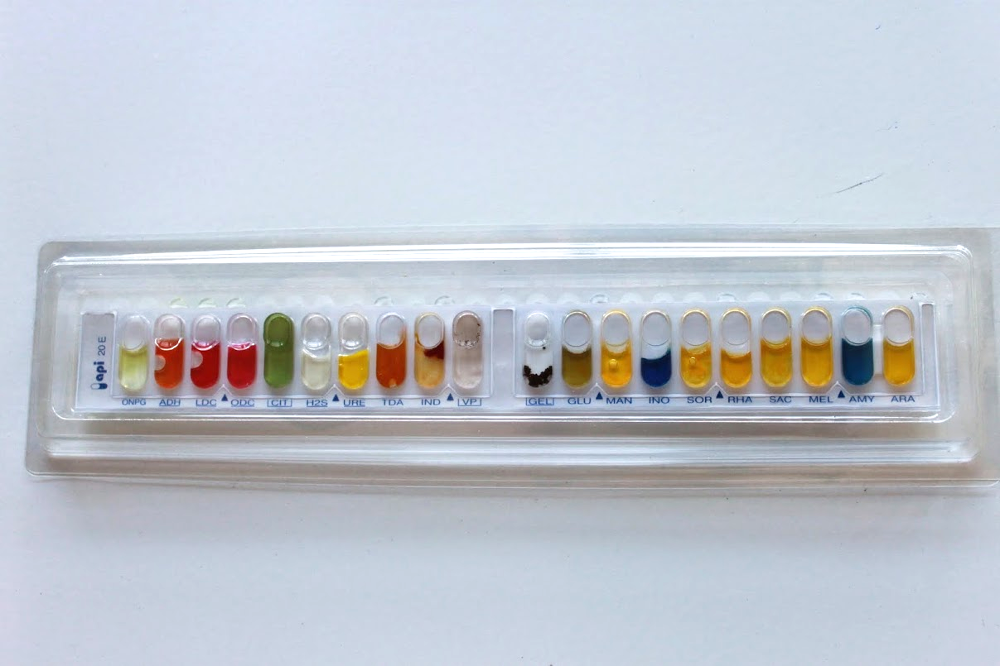 api 20 E
ONPG ADH LDC ODC CIT H2S URE TDA IND VP GEL GLU MAN INO SOR RHA SAC MEL AMY ARA